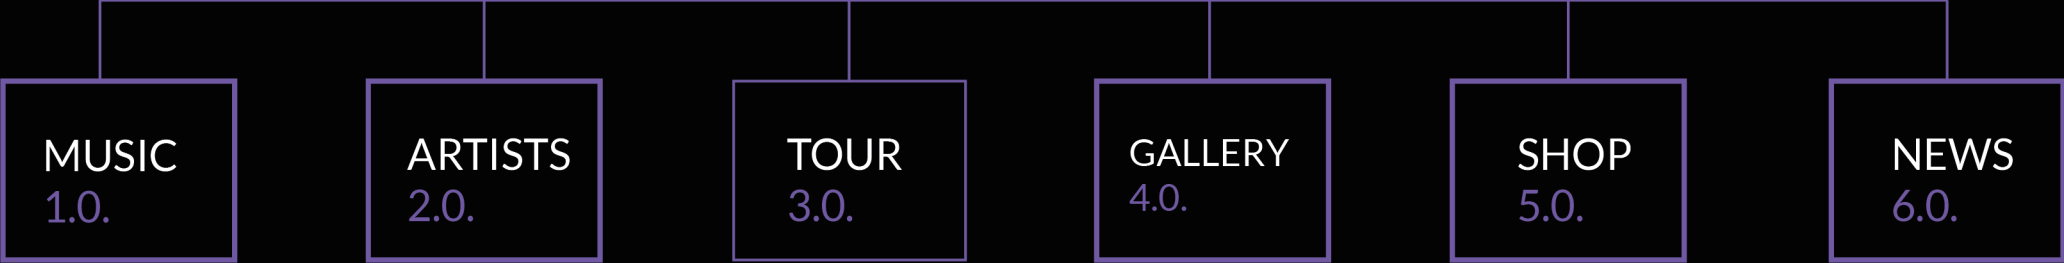 MUSIC
1.0.
ARTISTS
2.0.
TOUR
3.0.
GALLERY
4.0.
SHOP
5.0.
NEWS
6.0.